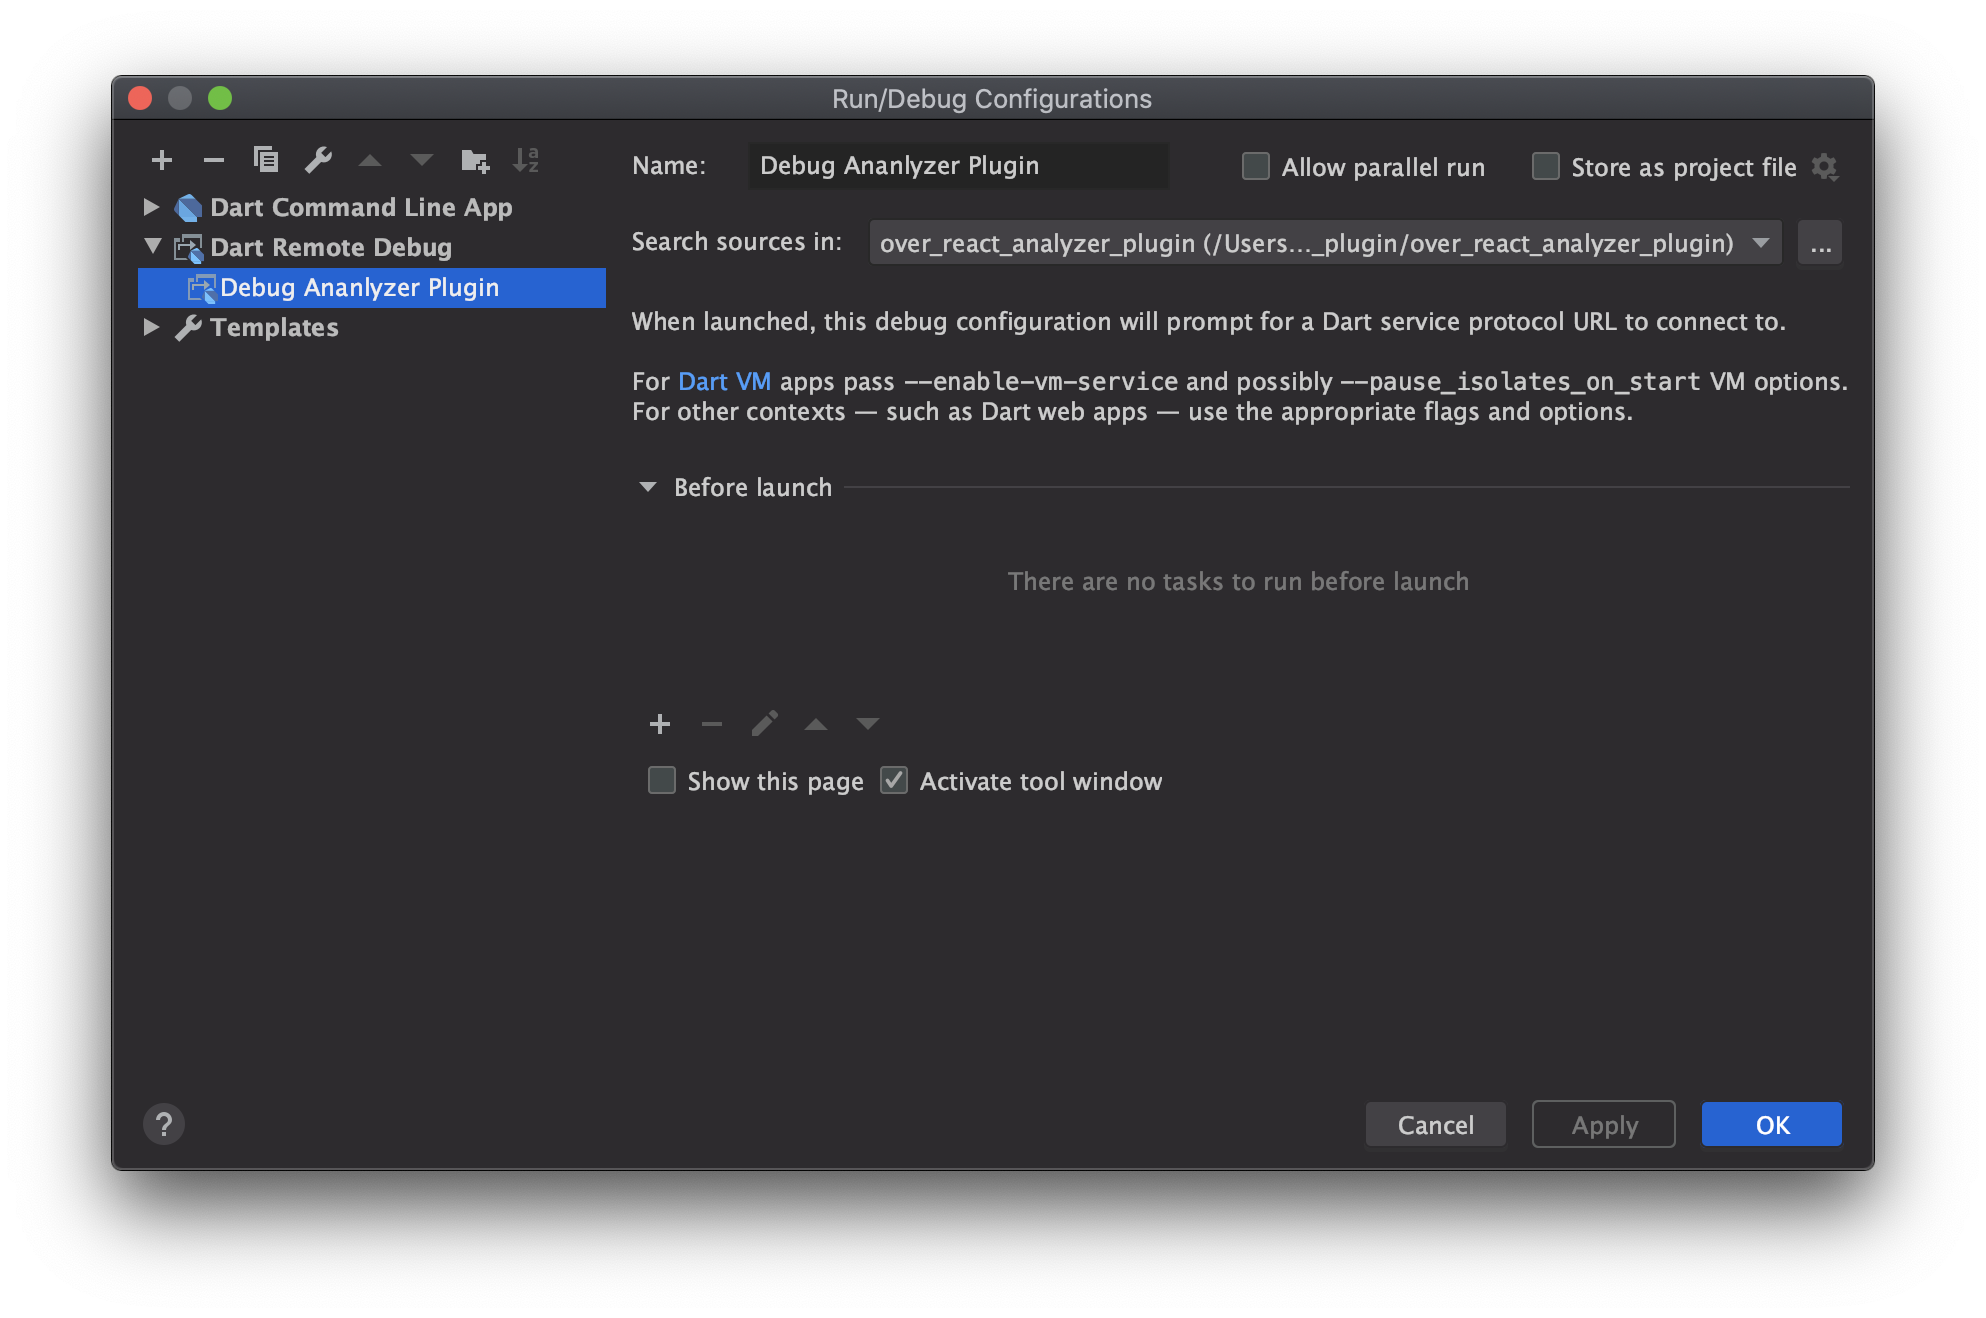 Run/Debug Configurations
Dart Command Line App
Dart Remote Debug
Debug Ananlyzer Plugin
Templates
Name: Debug Ananlyzer Plugin Allow parallel run Store as project file
Search sources in: over_react_analyzer_plugin (/Users..._plugin/over_react_analyzer_plugin) ...
When launched, this debug configuration will prompt for a Dart service protocol URL to connect to.
For Dart VM apps pass --enable-vm-service and possibly --pause_isolates_on_start VM options.
For other contexts — such as Dart web apps — use the appropriate flags and options.
Before launch
There are no tasks to run before launch
Show this page Activate tool window
? Cancel Apply OK